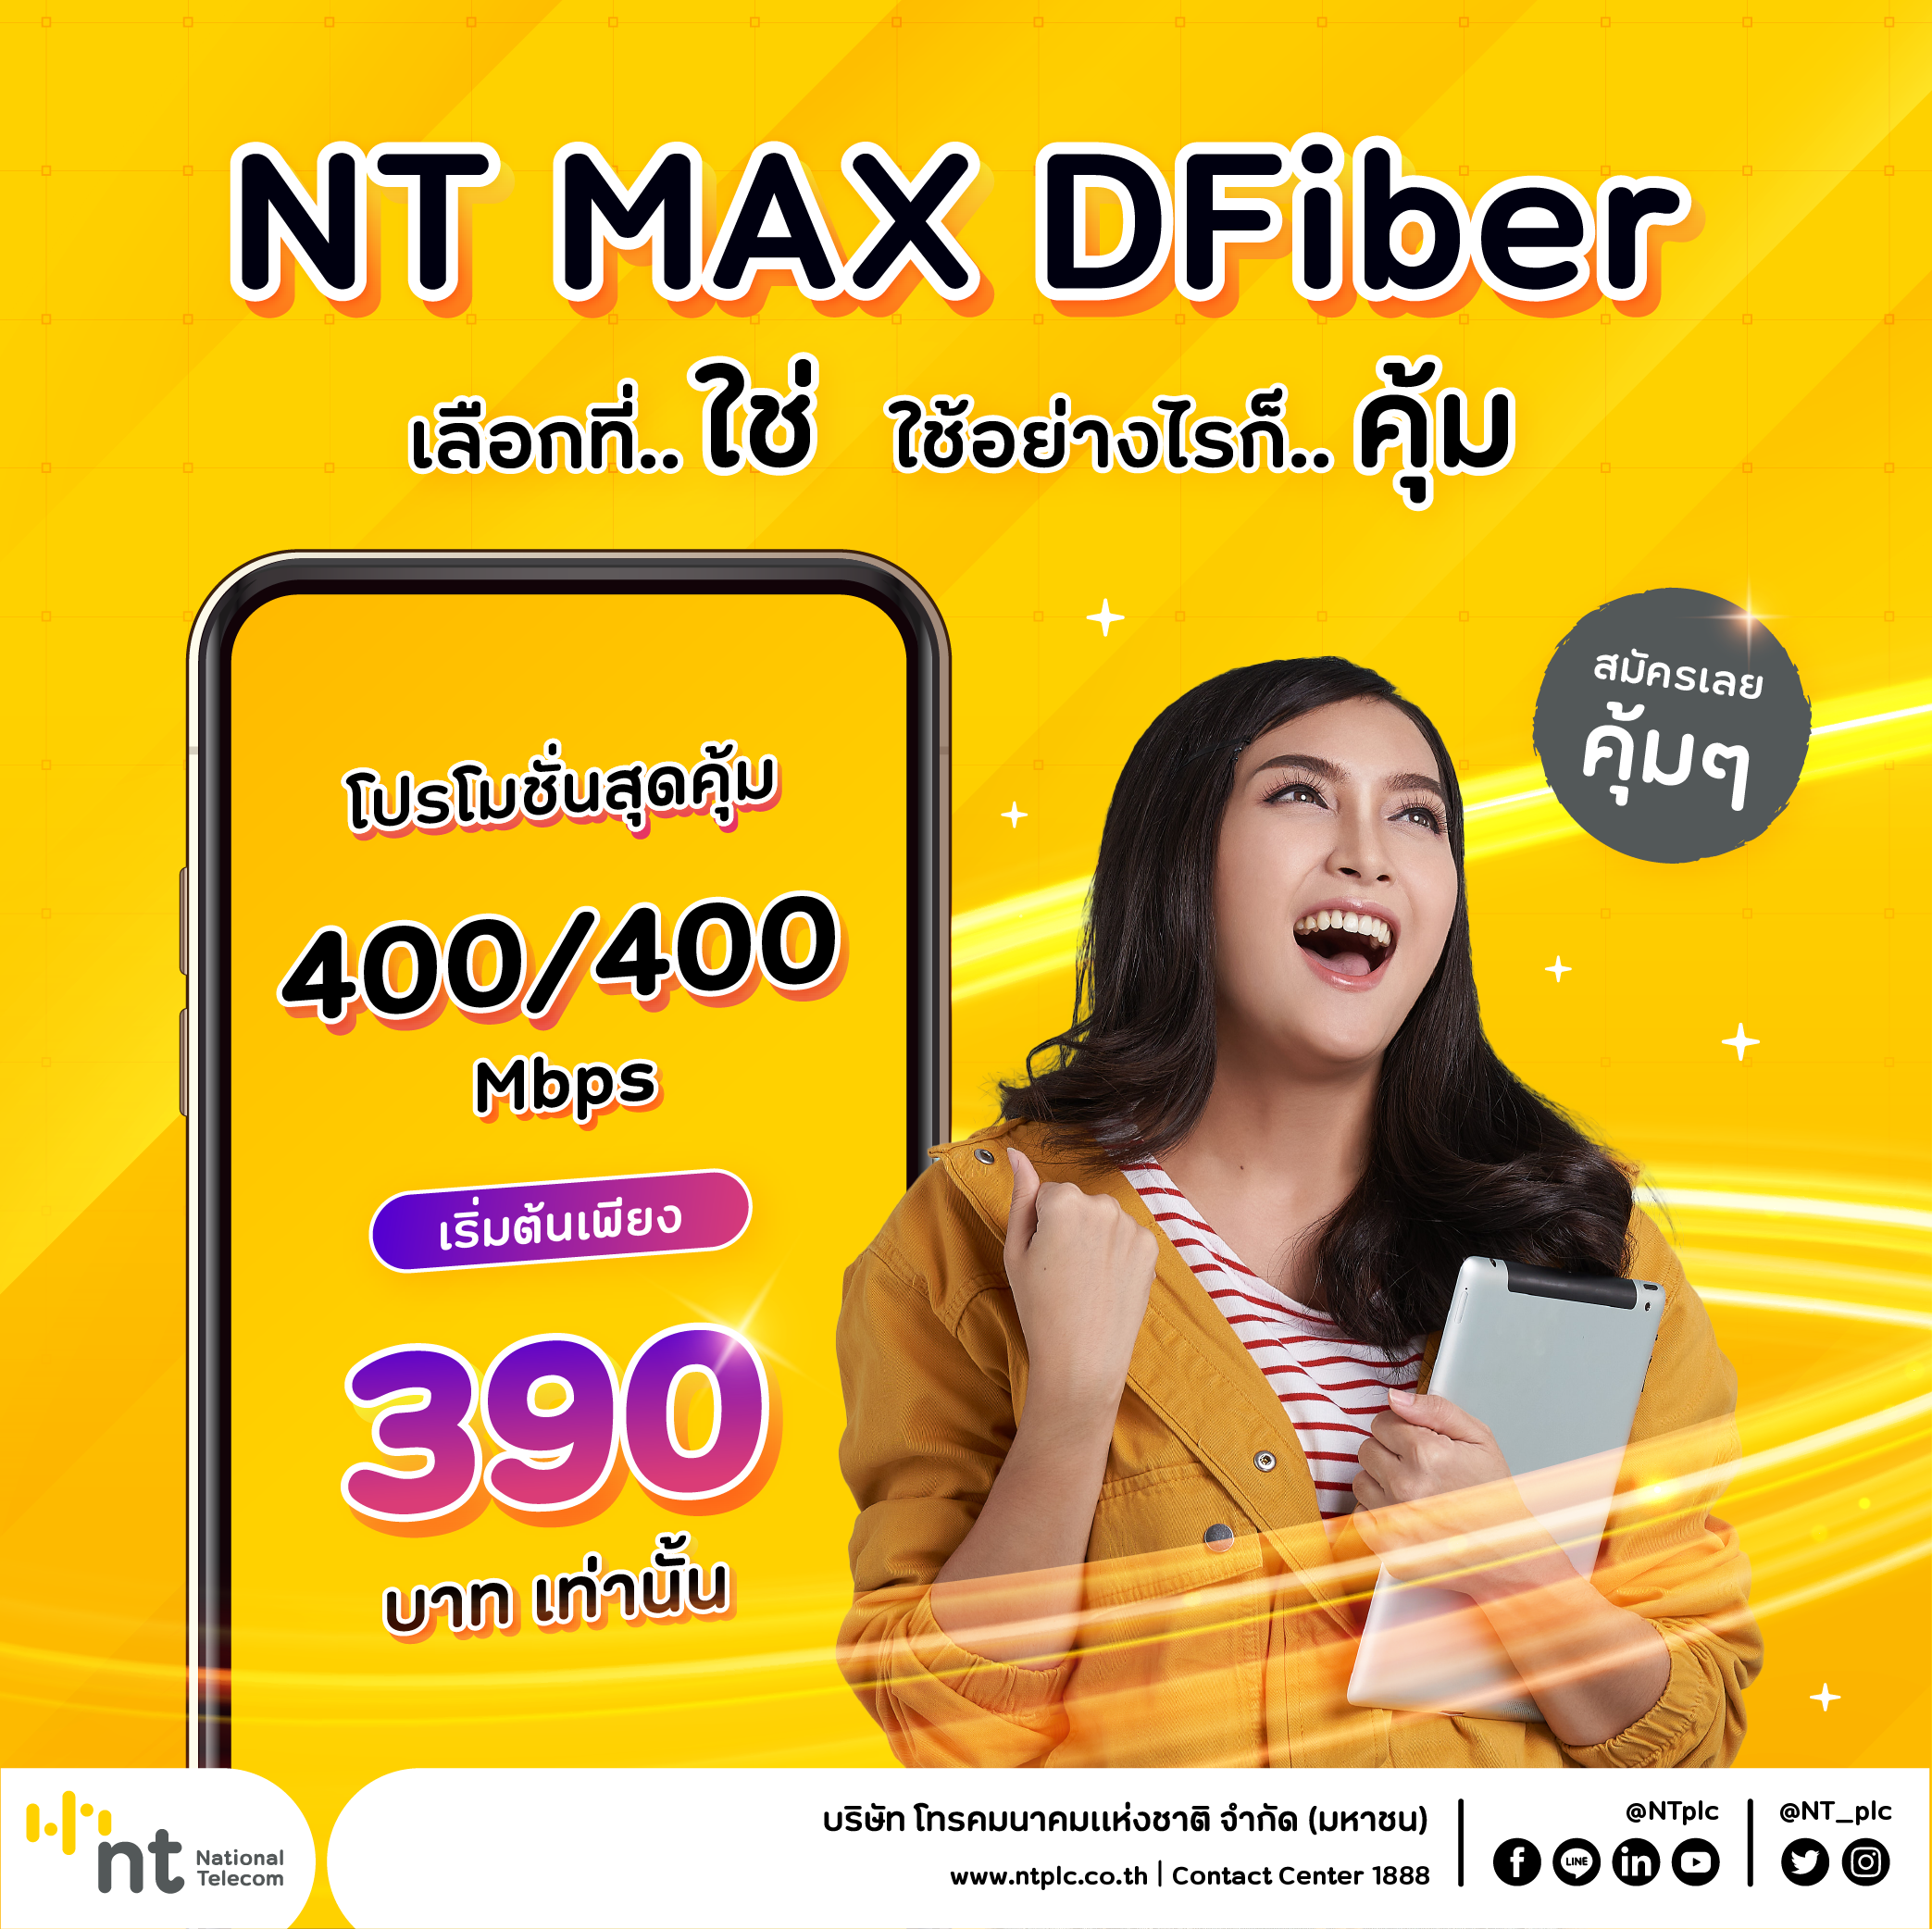 NT MAX DFiber
เลือกที่.. ใช่ ใช้อย่างไรก็.. คุ้ม
สมัครเลย
คุ้มๆ
โปรโมชั่นสุดคุ้ม
400/400
Mbps
เริ่มต้นเพียง
390
บาท เท่านั้น
nt National
Telecom
บริษัท โทรคมนาคมแห่งชาติ จำกัด (มหาชน)
www.ntplc.co.th | Contact Center 1888
@NTplc
LINE
@NT_plc